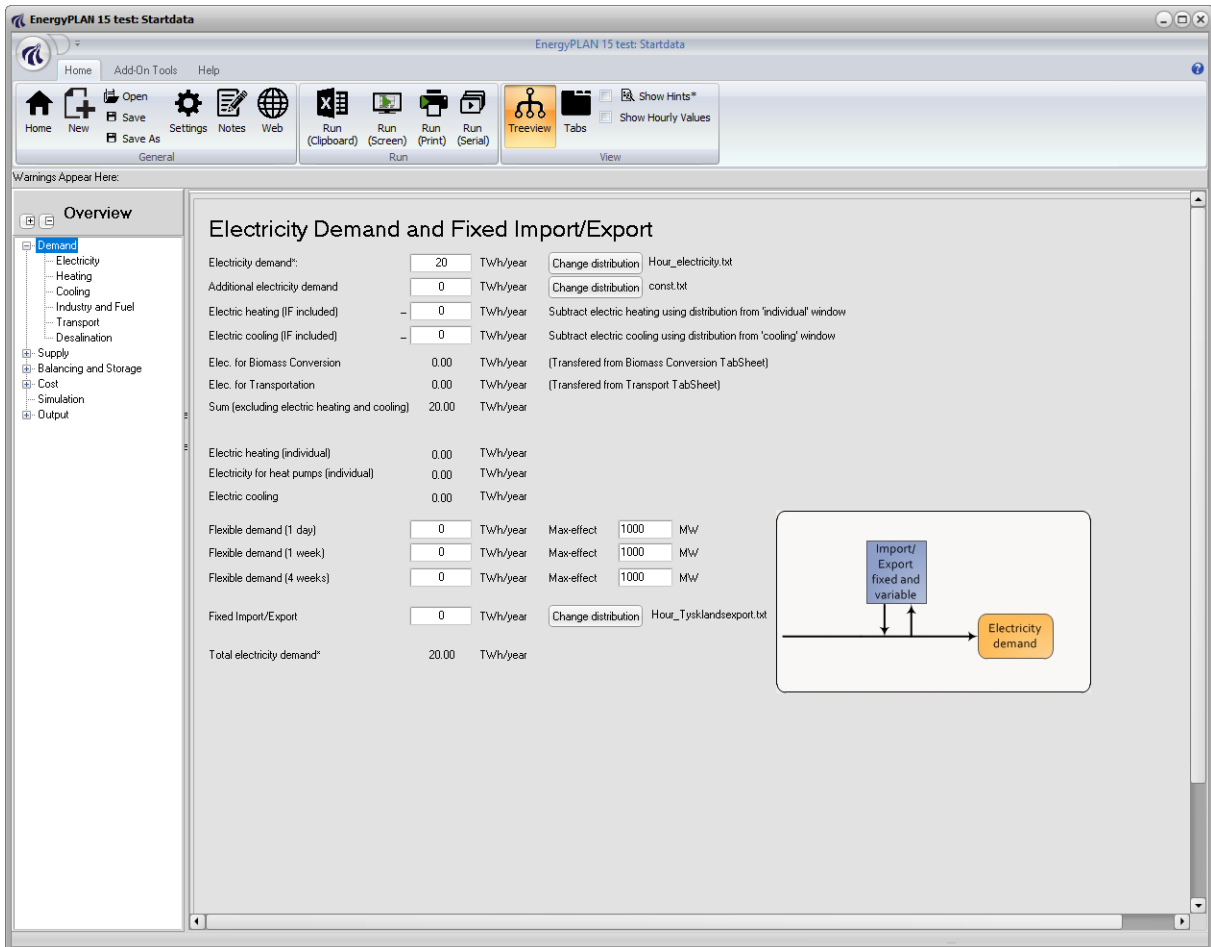 EnergyPLAN 15 test: Startdata
EnergyPLAN 15 test: Startdata
Home Add-On Tools Help
Home New Open Save Save As Settings Notes Web
General
Run (Clipboard) Run (Screen) Run (Print) Run (Serial)
Run
Treeview Tabs Show Hints* Show Hourly Values
View
Warnings Appear Here:
Overview
Demand
Electricity
Heating
Cooling
Industry and Fuel
Transport
Desalination
Supply
Balancing and Storage
Cost
Simulation
Output
Electricity Demand and Fixed Import/Export
Electricity demand*: 20 TWh/year Change distribution Hour_electricity.txt
Additional electricity demand 0 TWh/year Change distribution const.txt
Electric heating (IF included) – 0 TWh/year Subtract electric heating using distribution from 'individual' window
Electric cooling (IF included) – 0 TWh/year Subtract electric cooling using distribution from 'cooling' window
Elec. for Biomass Conversion 0.00 TWh/year (Transfered from Biomass Conversion TabSheet)
Elec. for Transportation 0.00 TWh/year (Transfered from Transport TabSheet)
Sum (excluding electric heating and cooling) 20.00 TWh/year
Electric heating (individual) 0.00 TWh/year
Electricity for heat pumps (individual) 0.00 TWh/year
Electric cooling 0.00 TWh/year
Flexible demand (1 day) 0 TWh/year Max-effect 1000 MW
Flexible demand (1 week) 0 TWh/year Max-effect 1000 MW
Flexible demand (4 weeks) 0 TWh/year Max-effect 1000 MW
Fixed Import/Export 0 TWh/year Change distribution Hour_Tysklandsexport.txt
Total electricity demand* 20.00 TWh/year
Import/
Export
fixed and
variable
Electricity
demand